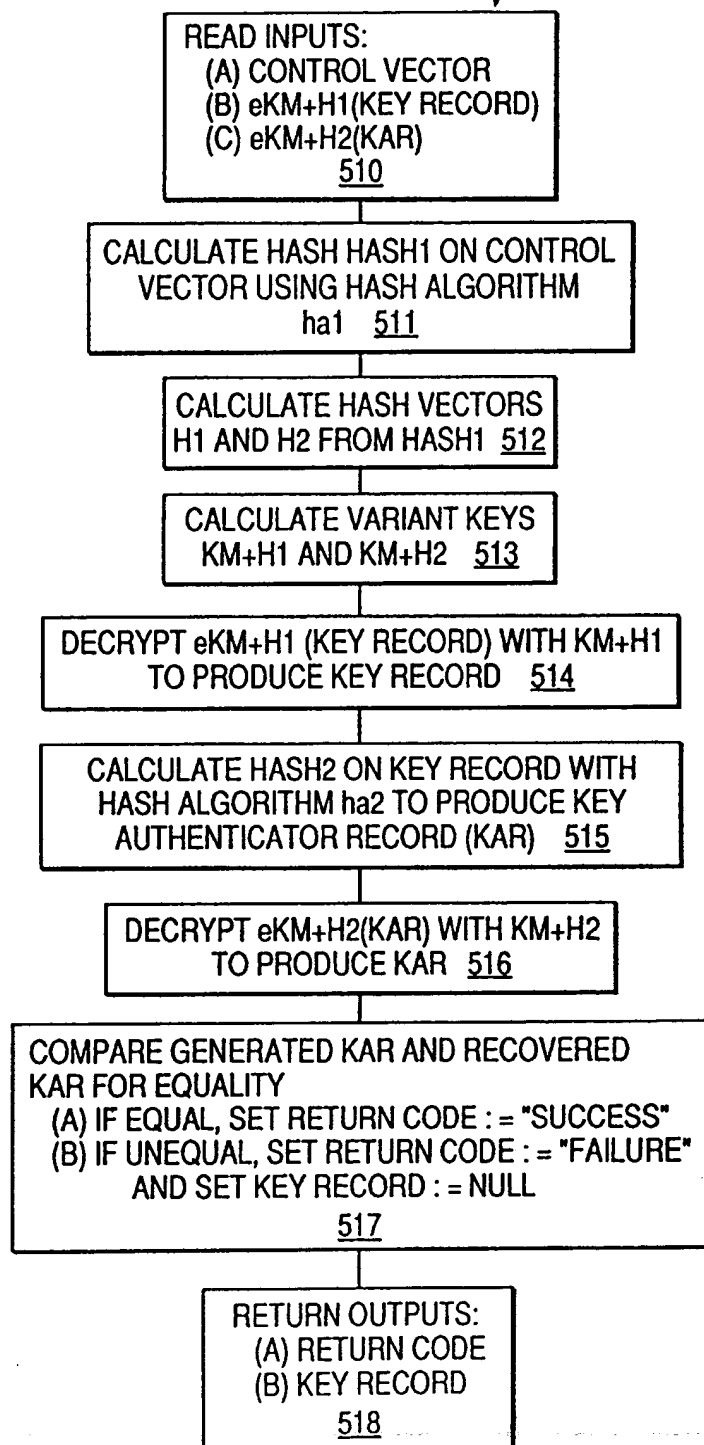 READ INPUTS:
(A) CONTROL VECTOR
(B) eKM+H1(KEY RECORD)
(C) eKM+H2(KAR)
510
CALCULATE HASH HASH1 ON CONTROL
VECTOR USING HASH ALGORITHM
ha1 511
CALCULATE HASH VECTORS
H1 AND H2 FROM HASH1 512
CALCULATE VARIANT KEYS
KM+H1 AND KM+H2 513
DECRYPT eKM+H1 (KEY RECORD) WITH KM+H1
TO PRODUCE KEY RECORD 514
CALCULATE HASH2 ON KEY RECORD WITH
HASH ALGORITHM ha2 TO PRODUCE KEY
AUTHENTICATOR RECORD (KAR) 515
DECRYPT eKM+H2(KAR) WITH KM+H2
TO PRODUCE KAR 516
COMPARE GENERATED KAR AND RECOVERED
KAR FOR EQUALITY
(A) IF EQUAL, SET RETURN CODE : = "SUCCESS"
(B) IF UNEQUAL, SET RETURN CODE : = "FAILURE"
AND SET KEY RECORD : = NULL
517
RETURN OUTPUTS:
(A) RETURN CODE
(B) KEY RECORD
518